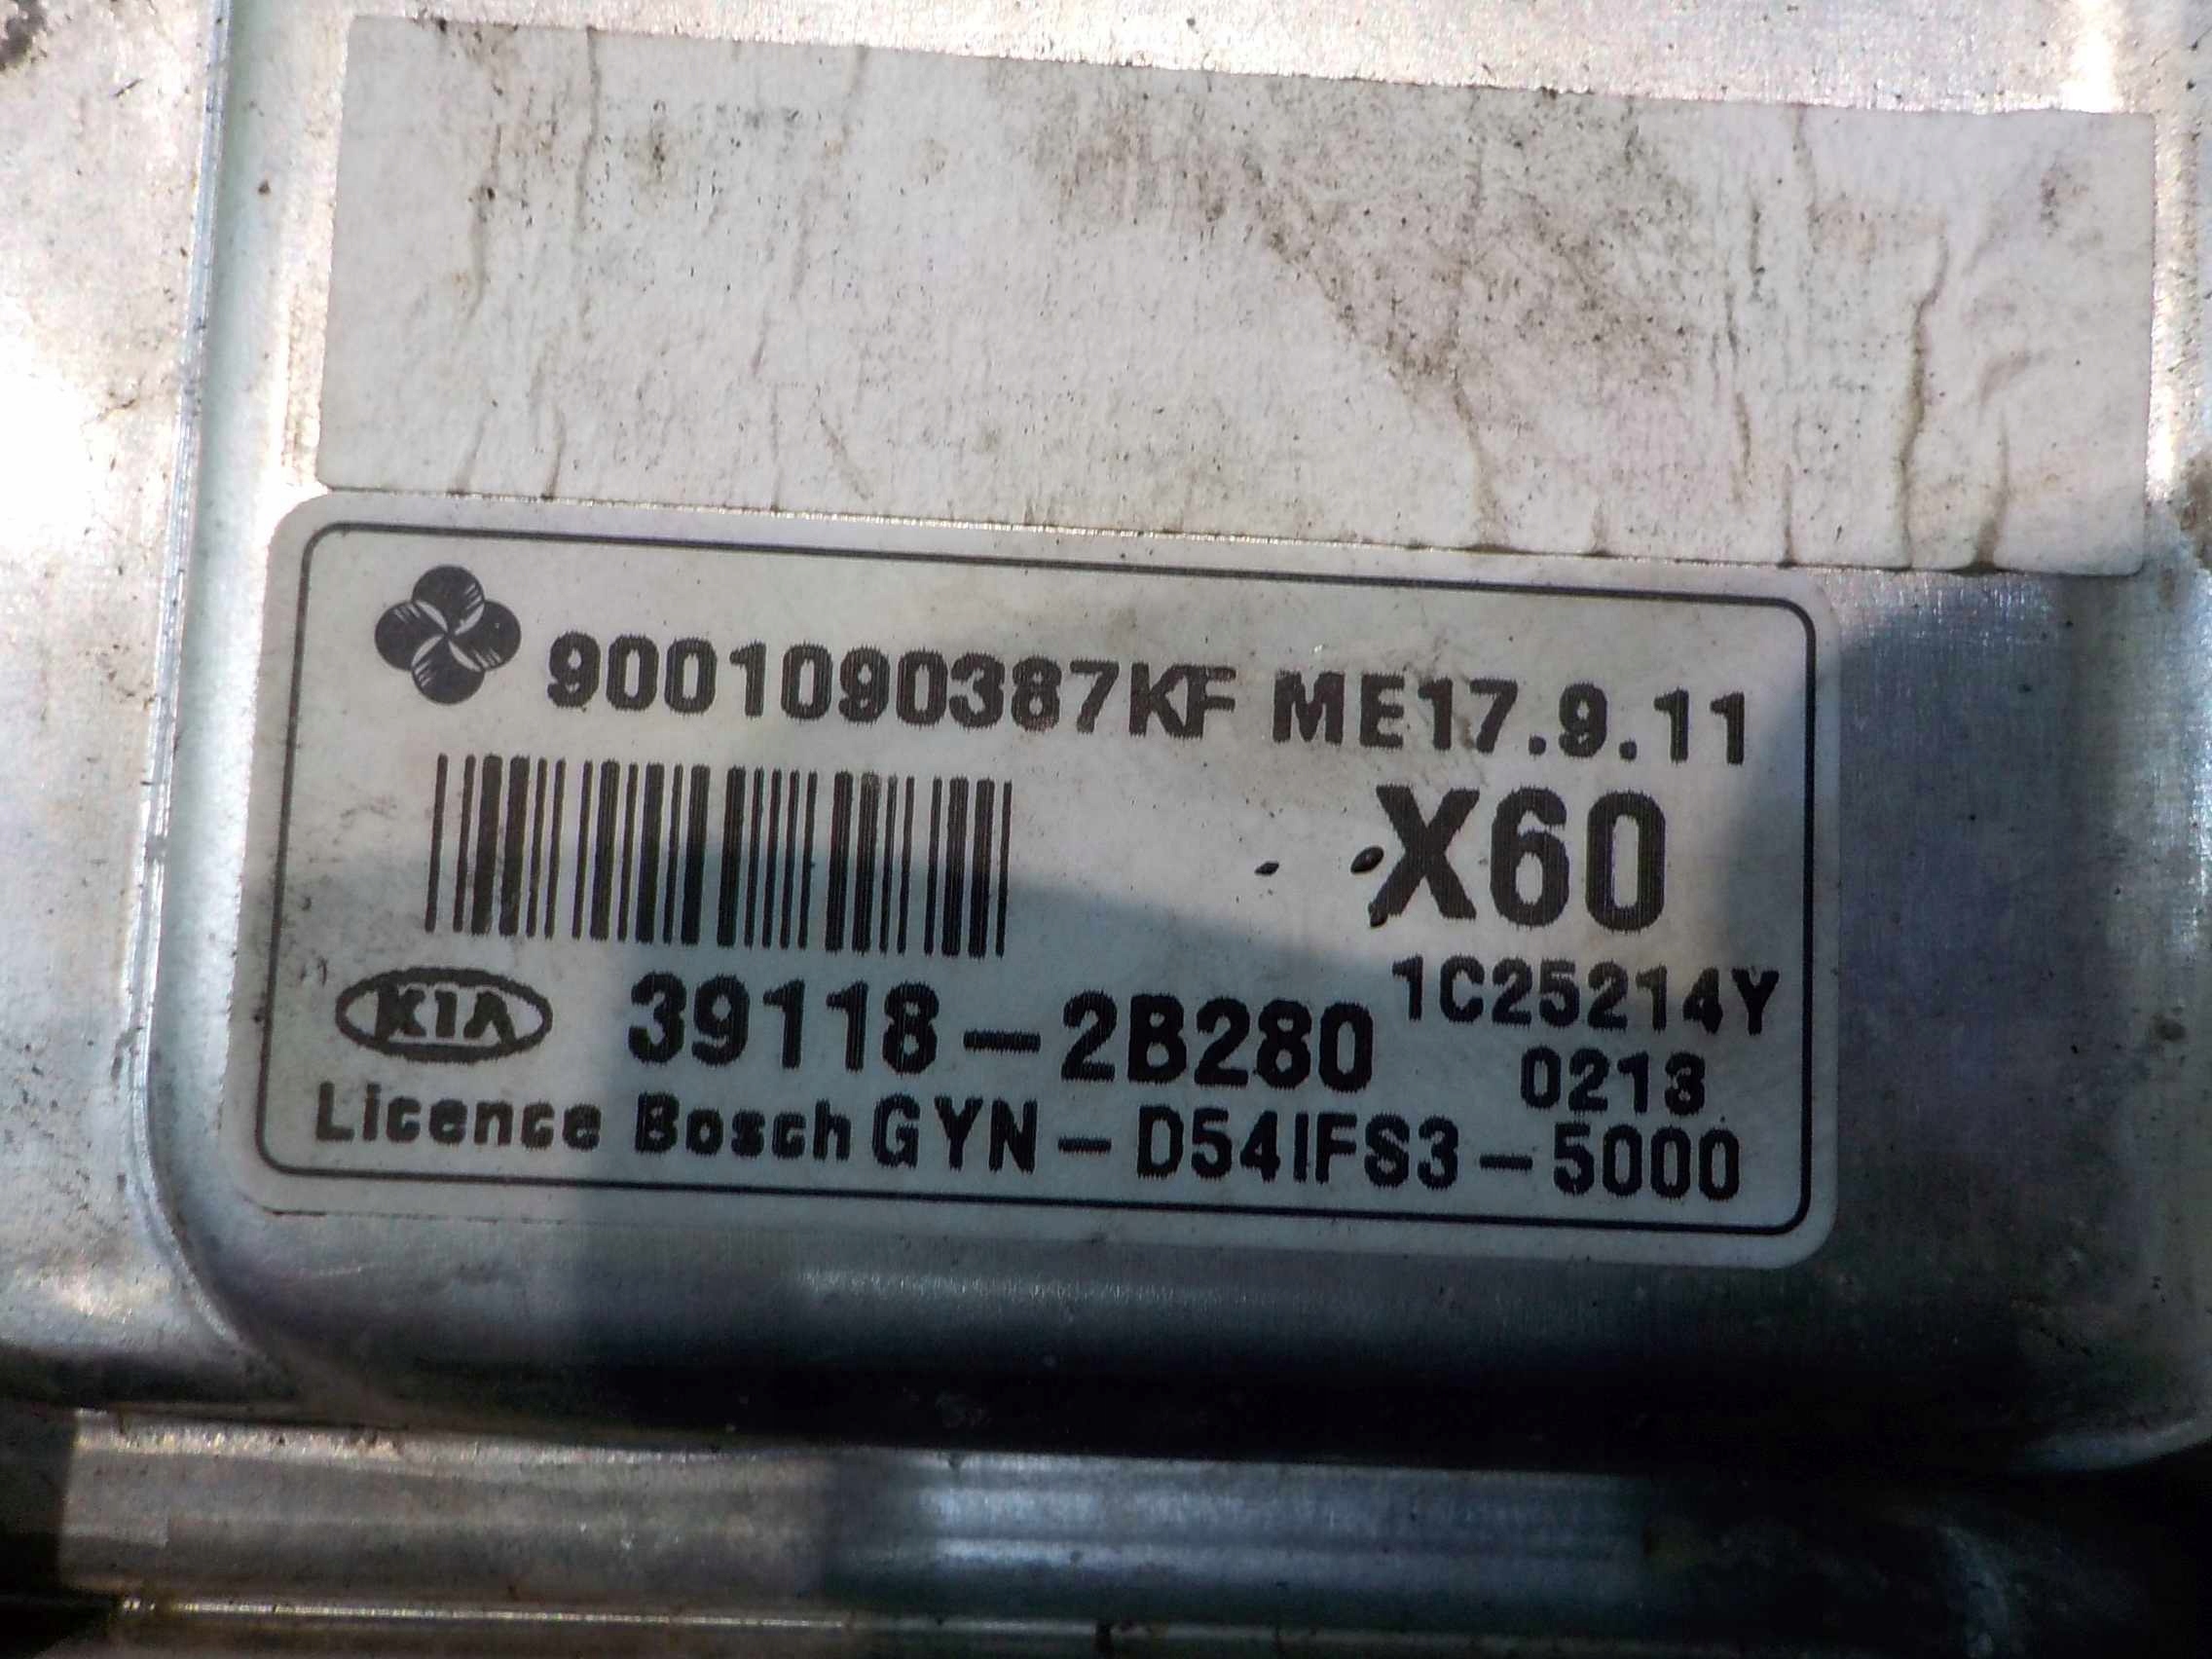 9001090387KF ME17.9.11
X60
1C25214Y
KIA 39118-2B280
0213
Licence Bosch GYN-D54IFS3-5000